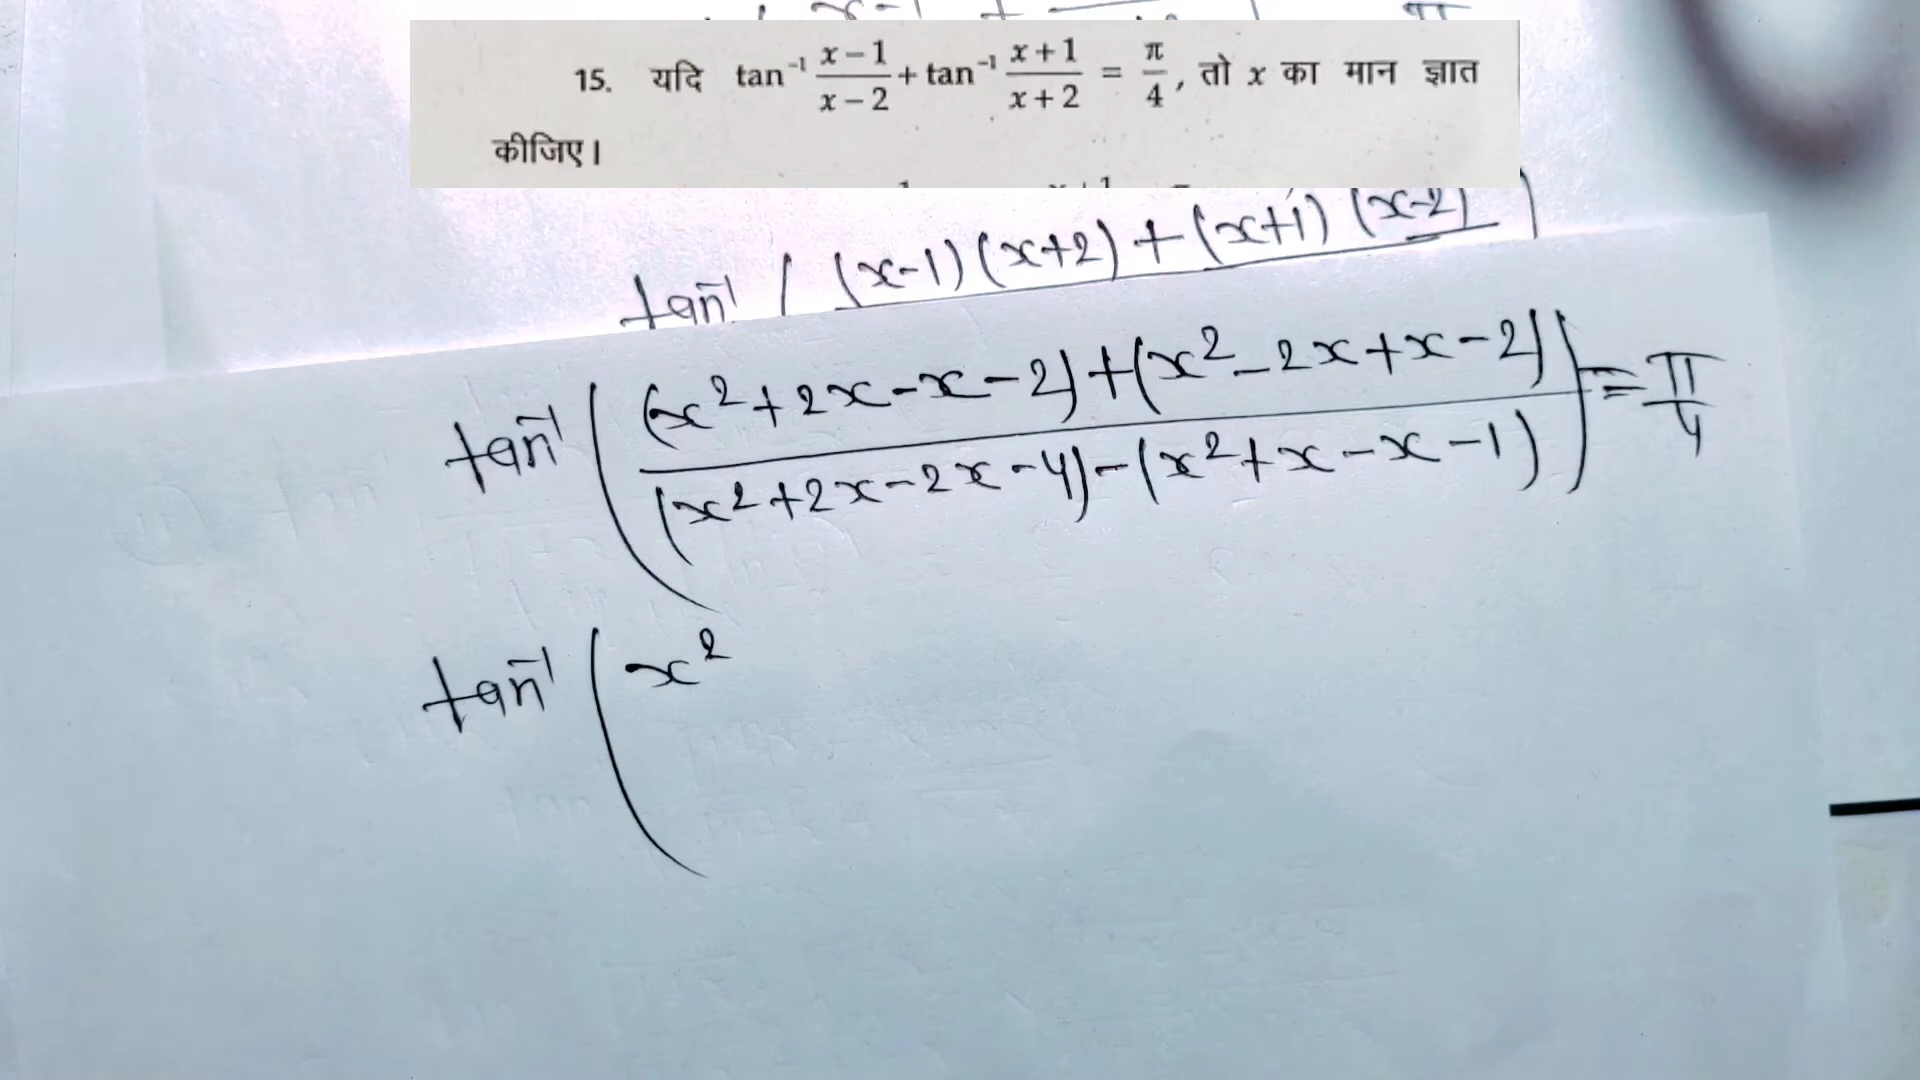 15. यदि tan⁻¹ (x-1)/(x-2) + tan⁻¹ (x+1)/(x+2) = π/4, तो x का मान ज्ञात
कीजिए।
tan⁻¹ ( (x-1)(x+2)+(x+1)(x-2)
tan⁻¹ ( ((x²+2x-x-2)+(x²-2x+x-2))/((x²+2x-2x-4)-(x²+x-x-1)) ) = π/4
tan⁻¹ ( x²